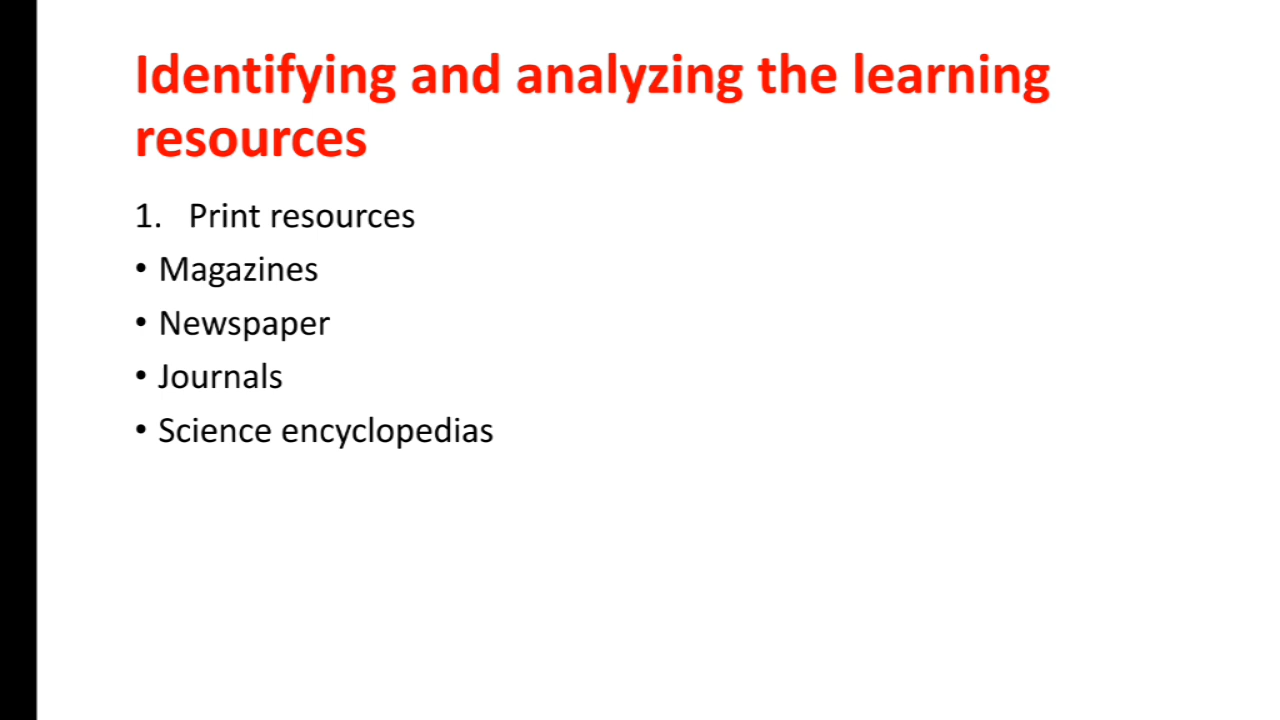 Identifying and analyzing the learning
resources
1. Print resources
• Magazines
• Newspaper
• Journals
• Science encyclopedias